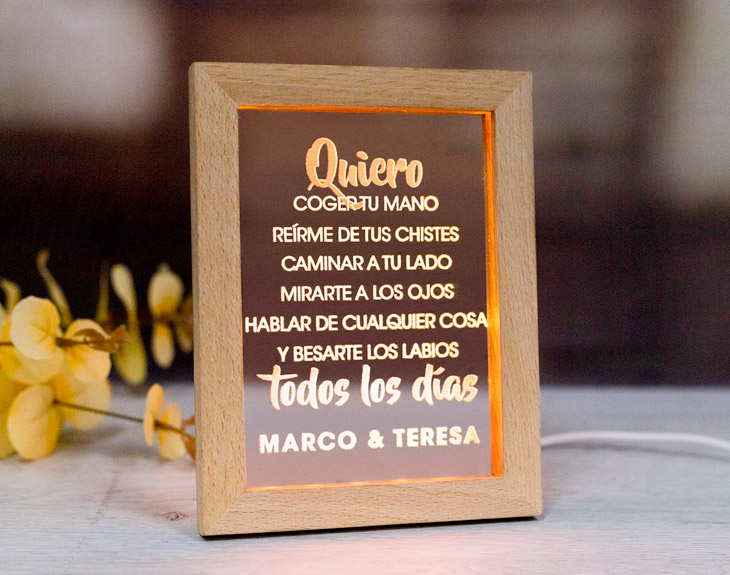 Quiero
COGER TU MANO
REÍRME DE TUS CHISTES
CAMINAR A TU LADO
MIRARTE A LOS OJOS
HABLAR DE CUALQUIER COSA
Y BESARTE LOS LABIOS
todos los días
MARCO & TERESA